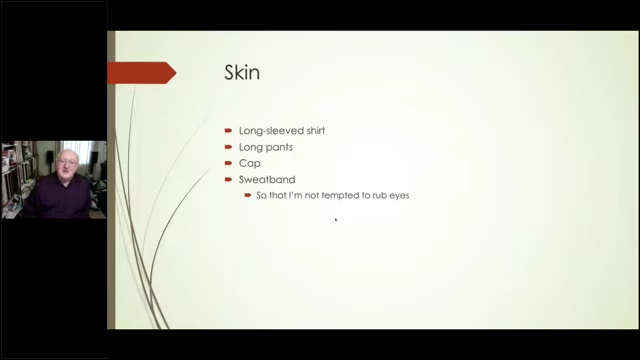 Skin
Long-sleeved shirt
Long pants
Cap
Sweatband
So that I'm not tempted to rub eyes